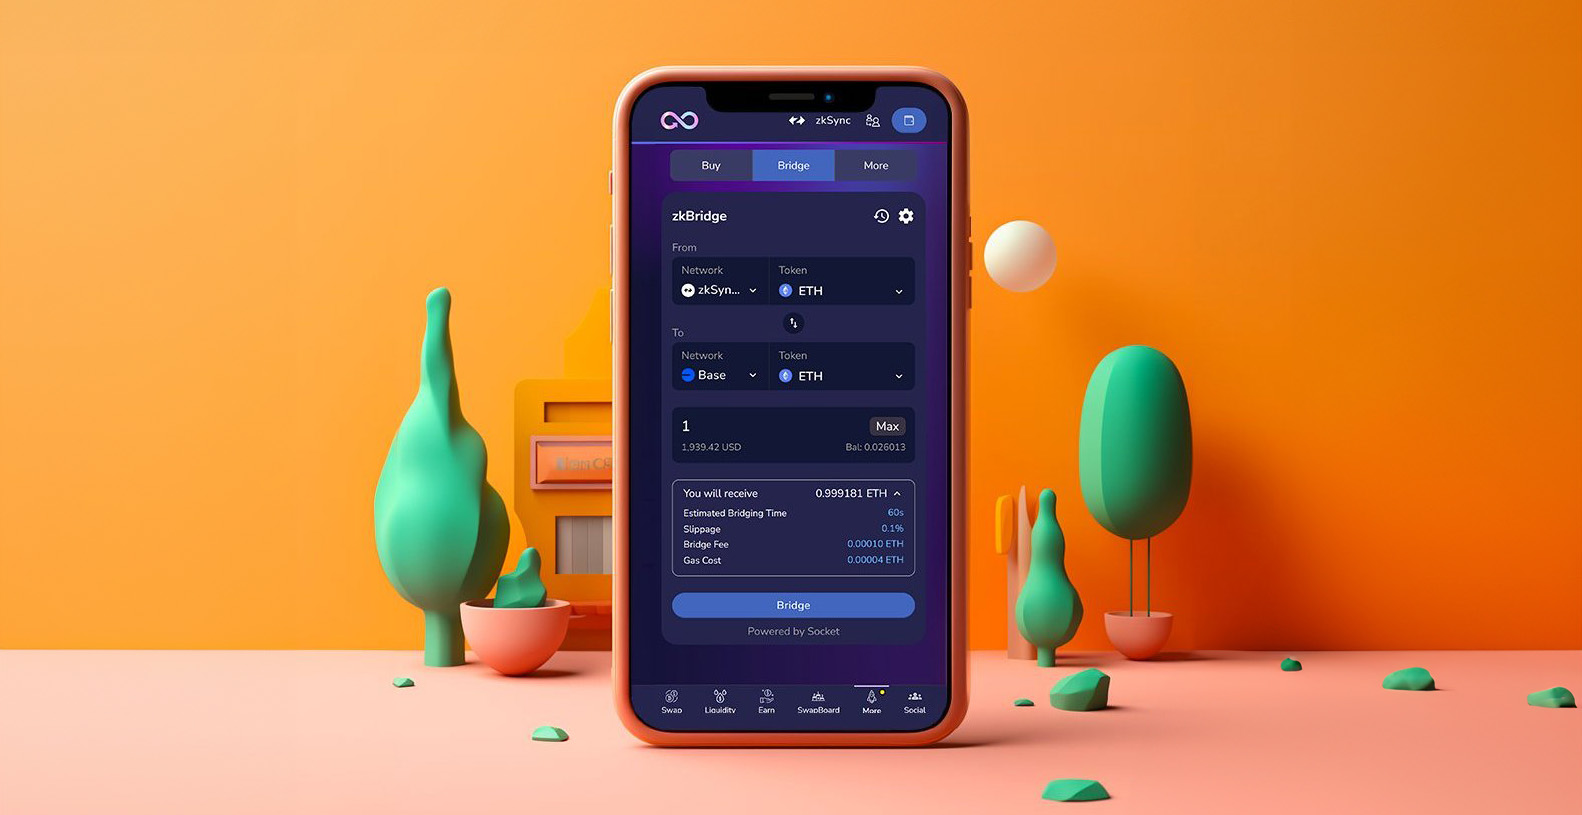 zkSync
Buy Bridge More
zkBridge
From
Network Token
zkSyn... ETH
To
Network Token
Base ETH
1 Max
1,939.42 USD Bal: 0.026013
You will receive 0.999181 ETH
Estimated Bridging Time 60s
Slippage 0.1%
Bridge Fee 0.00010 ETH
Gas Cost 0.00004 ETH
Bridge
Powered by Socket
Swap Liquidity Earn SwapBoard More Social